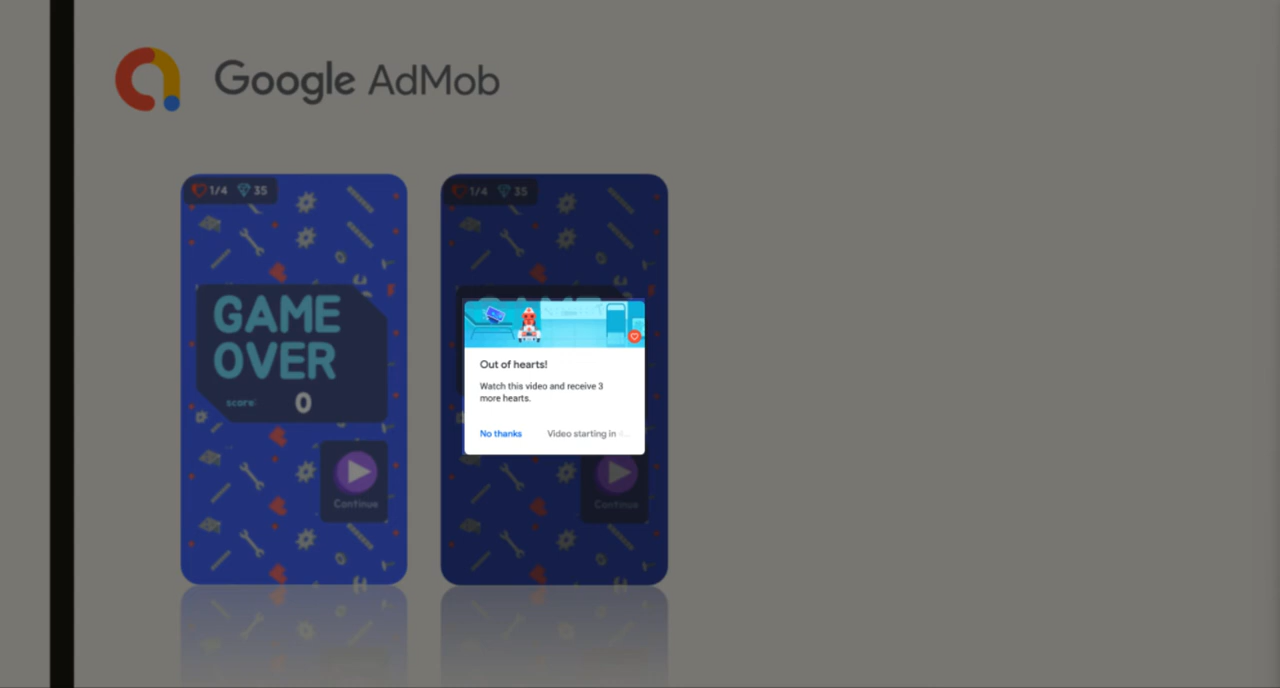 Google AdMob
1/4 35
1/4 35
GAME
OVER
score: 0
Continue
Out of hearts!
Watch this video and receive 3
more hearts.
No thanks
Video starting in
Continue